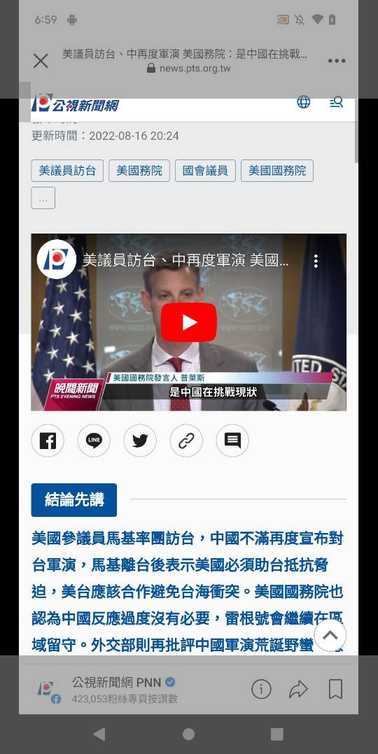 6:59
美議員訪台、中再度軍演 美國務院：是中國在挑戰...
news.pts.org.tw
公視新聞網
更新時間：2022-08-16 20:24
美議員訪台
美國務院
國會議員
美國國務院
...
美議員訪台、中再度軍演 美國...
晚間新聞
PTS EVENING NEWS
美國國務院發言人 普萊斯
是中國在挑戰現狀
結論先講
美國參議員馬基率團訪台，中國不滿再度宣布對
台軍演，馬基離台後表示美國必須助台抵抗脅
迫，美台應該合作避免台海衝突。美國國務院也
認為中國反應過度沒有必要，雷根號會繼續在區
域留守。外交部則再批評中國軍演荒誕野蠻
公視新聞網 PNN
423,053粉絲專頁按讚數